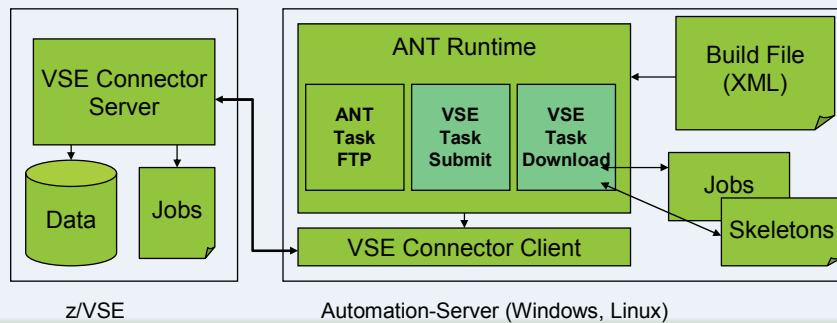 VSE Connector
Server
Data
Jobs
z/VSE
ANT Runtime
ANT
Task
FTP
VSE
Task
Submit
VSE
Task
Download
VSE Connector Client
Build File
(XML)
Jobs
Skeletons
Automation-Server (Windows, Linux)